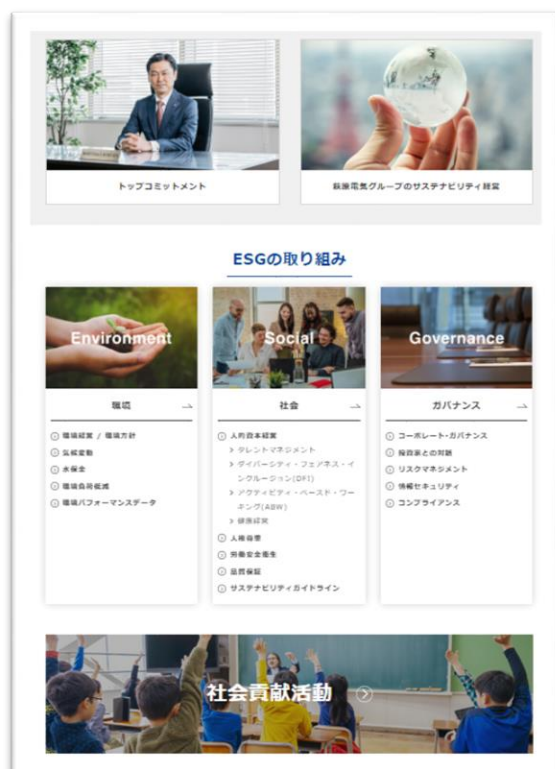 トップコミットメント
萩原電気グループのサステナビリティ経営
ESGの取り組み
Environment
環境
環境経営 / 環境方針
気候変動
水保全
環境負荷低減
環境パフォーマンスデータ
Social
社会
人的資本経営
タレントマネジメント
ダイバーシティ・フェアネス・イ
ンクルージョン(DFI)
アクティビティ・ベースド・ワー
キング(ABW)
健康経営
人権尊重
労働安全衛生
品質保証
サステナビリティガイドライン
Governance
ガバナンス
コーポレート・ガバナンス
投資家との対話
リスクマネジメント
情報セキュリティ
コンプライアンス
社会貢献活動